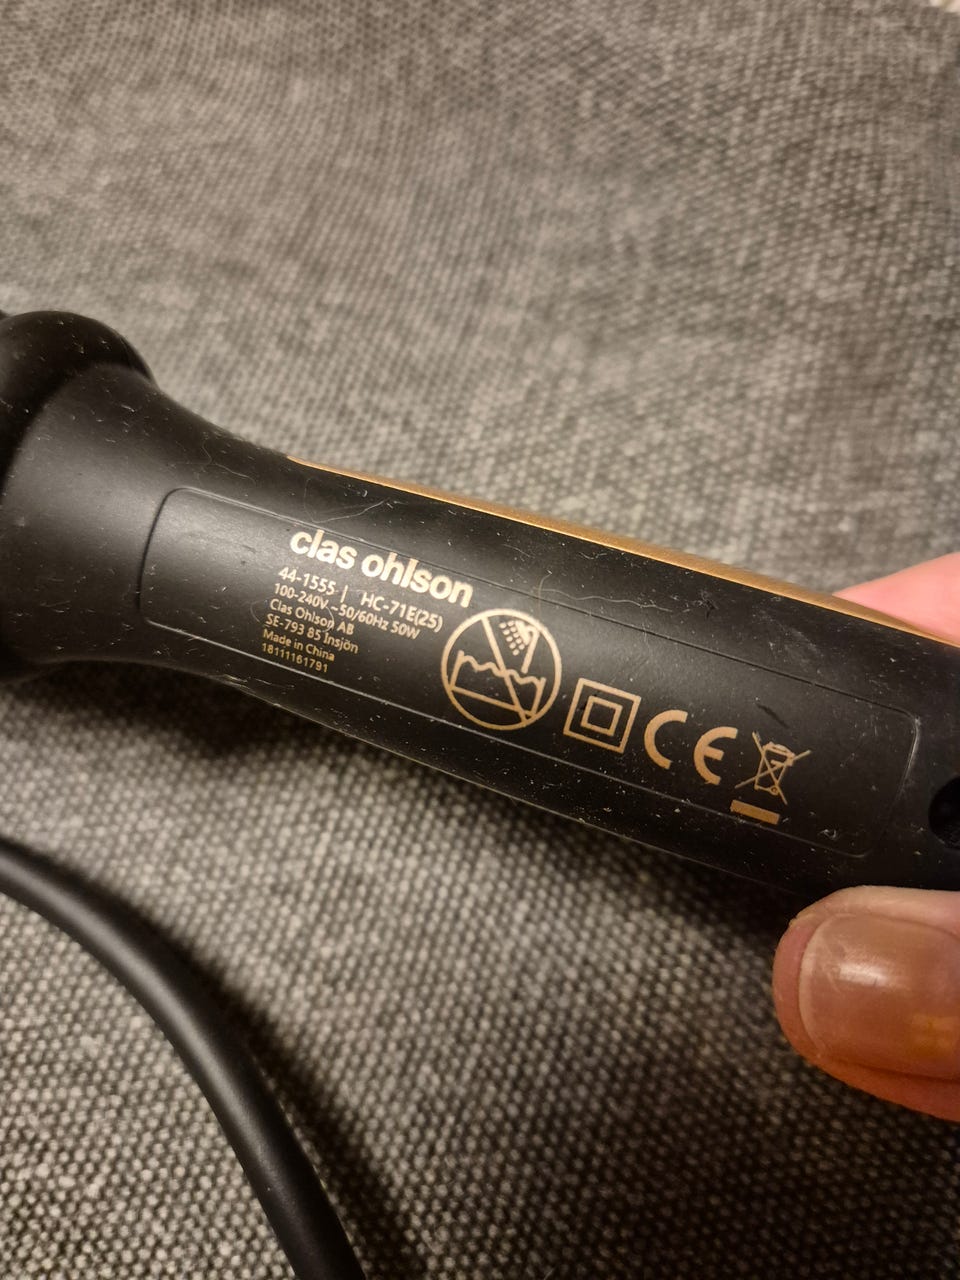 clas ohlson
44-1555 | HC-71E(25)
100-240V ~50/60Hz 50W
Clas Ohlson AB
SE-793 85 Insjön
Made in China
18111161791
CE